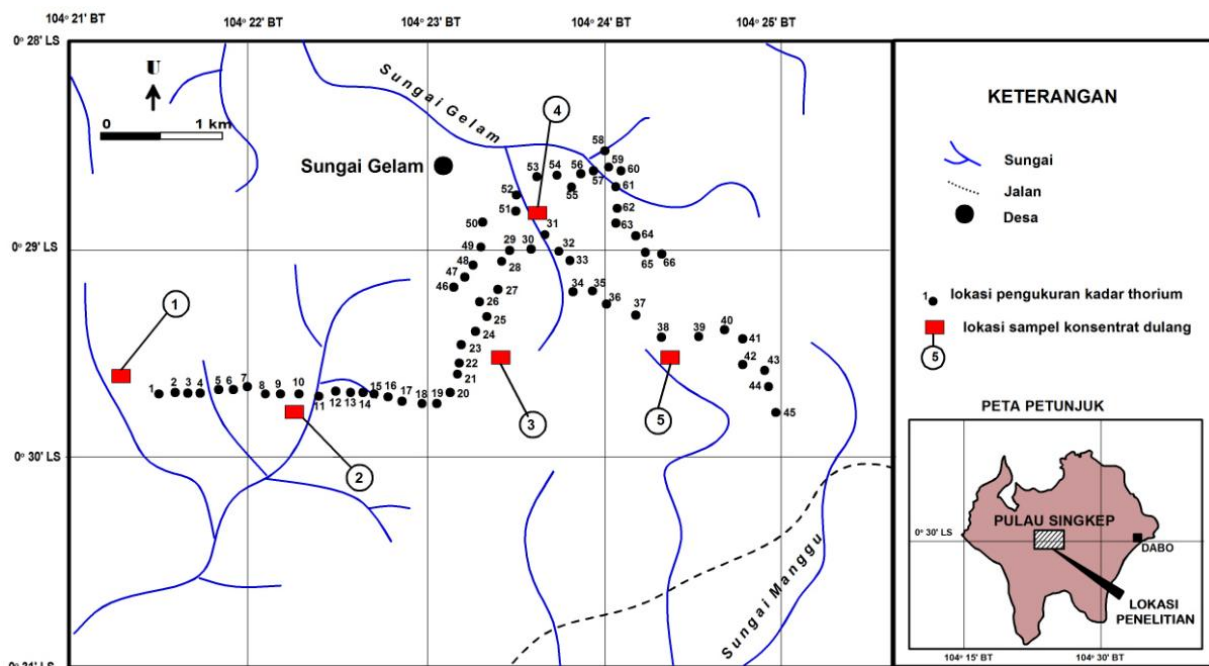 104° 21' BT
104° 22' BT
104° 23' BT
104° 24' BT
104° 25' BT
0° 28' LS
0° 29' LS
0° 30' LS
U
0 1 km
Sungai Gelam
Sungai Gelam
4
58
59
53 54 56 57 60
55
61
52
51
62
63
50
31
64
49
29 30
32
65 66
48
28
33
47
46
27
34 35
36
26
25
37
24
38
39
40
41
23
42
43
22
21
44
45
1
1 2 3 4 5 6 7 8 9 10 11 12 13 14 15 16 17 18 19 20
2
3
5
Sungai Manggu
KETERANGAN
Sungai
Jalan
Desa
1 lokasi pengukuran kadar thorium
lokasi sampel konsentrat dulang
5
PETA PETUNJUK
PULAU SINGKEP
0° 30' LS
DABO
LOKASI
PENELITIAN
104° 15' BT
104° 30' BT